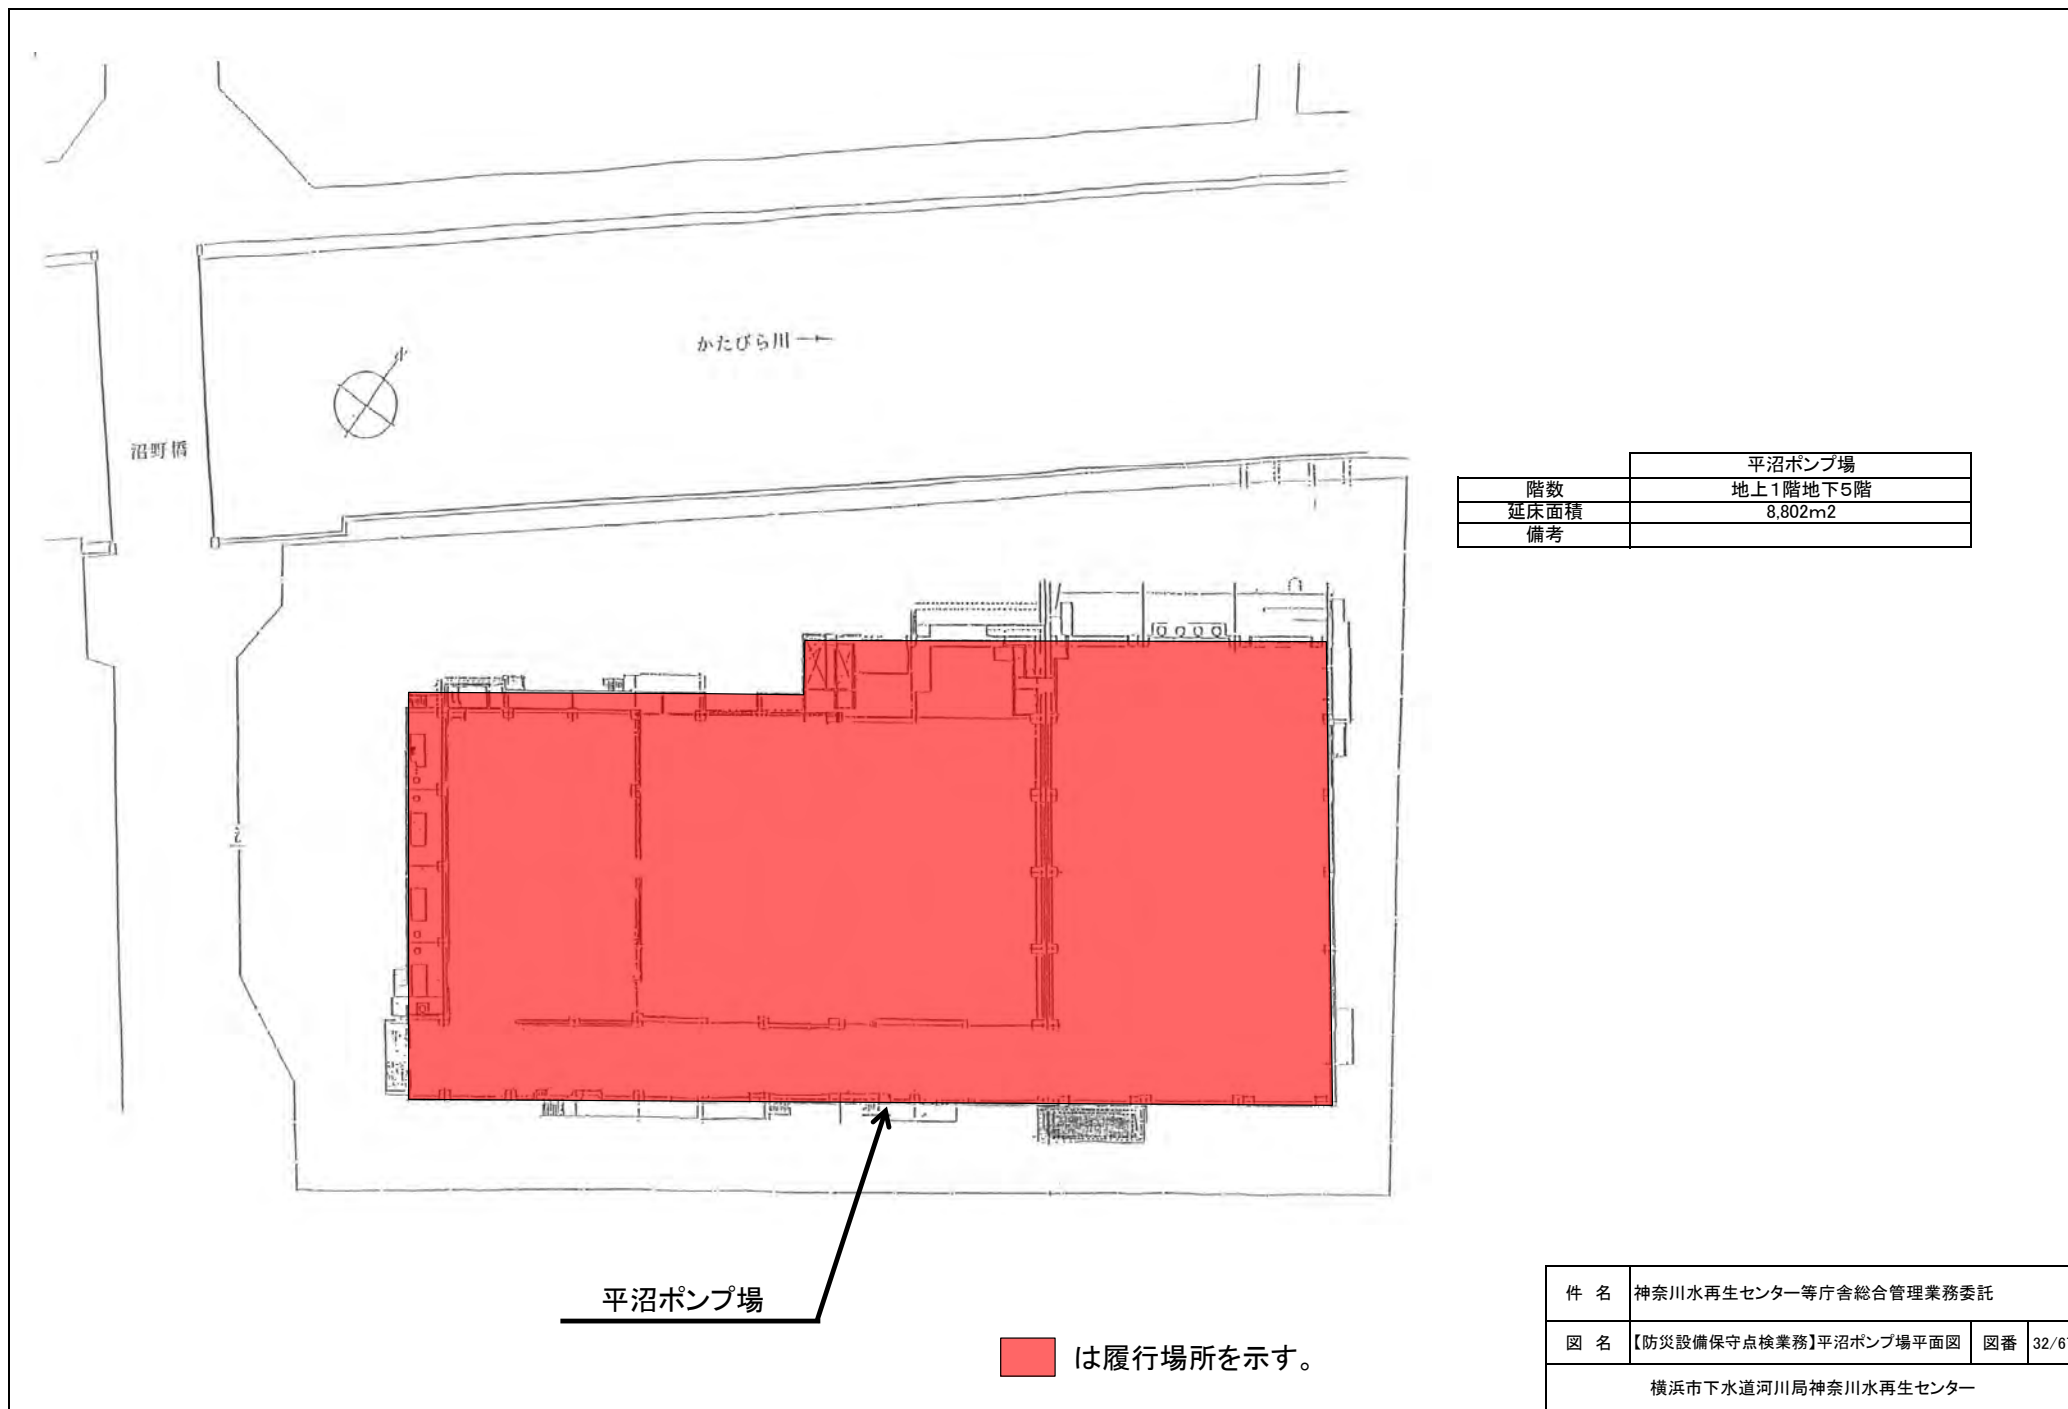 かたびら川
沼野橋
平沼ポンプ場
階数 地上1階地下5階
延床面積 8,802m2
備考
平沼ポンプ場
は履行場所を示す。
件 名 神奈川水再生センター等庁舎総合管理業務委託
図 名 【防災設備保守点検業務】平沼ポンプ場平面図 図番 32/6
横浜市下水道河川局神奈川水再生センター